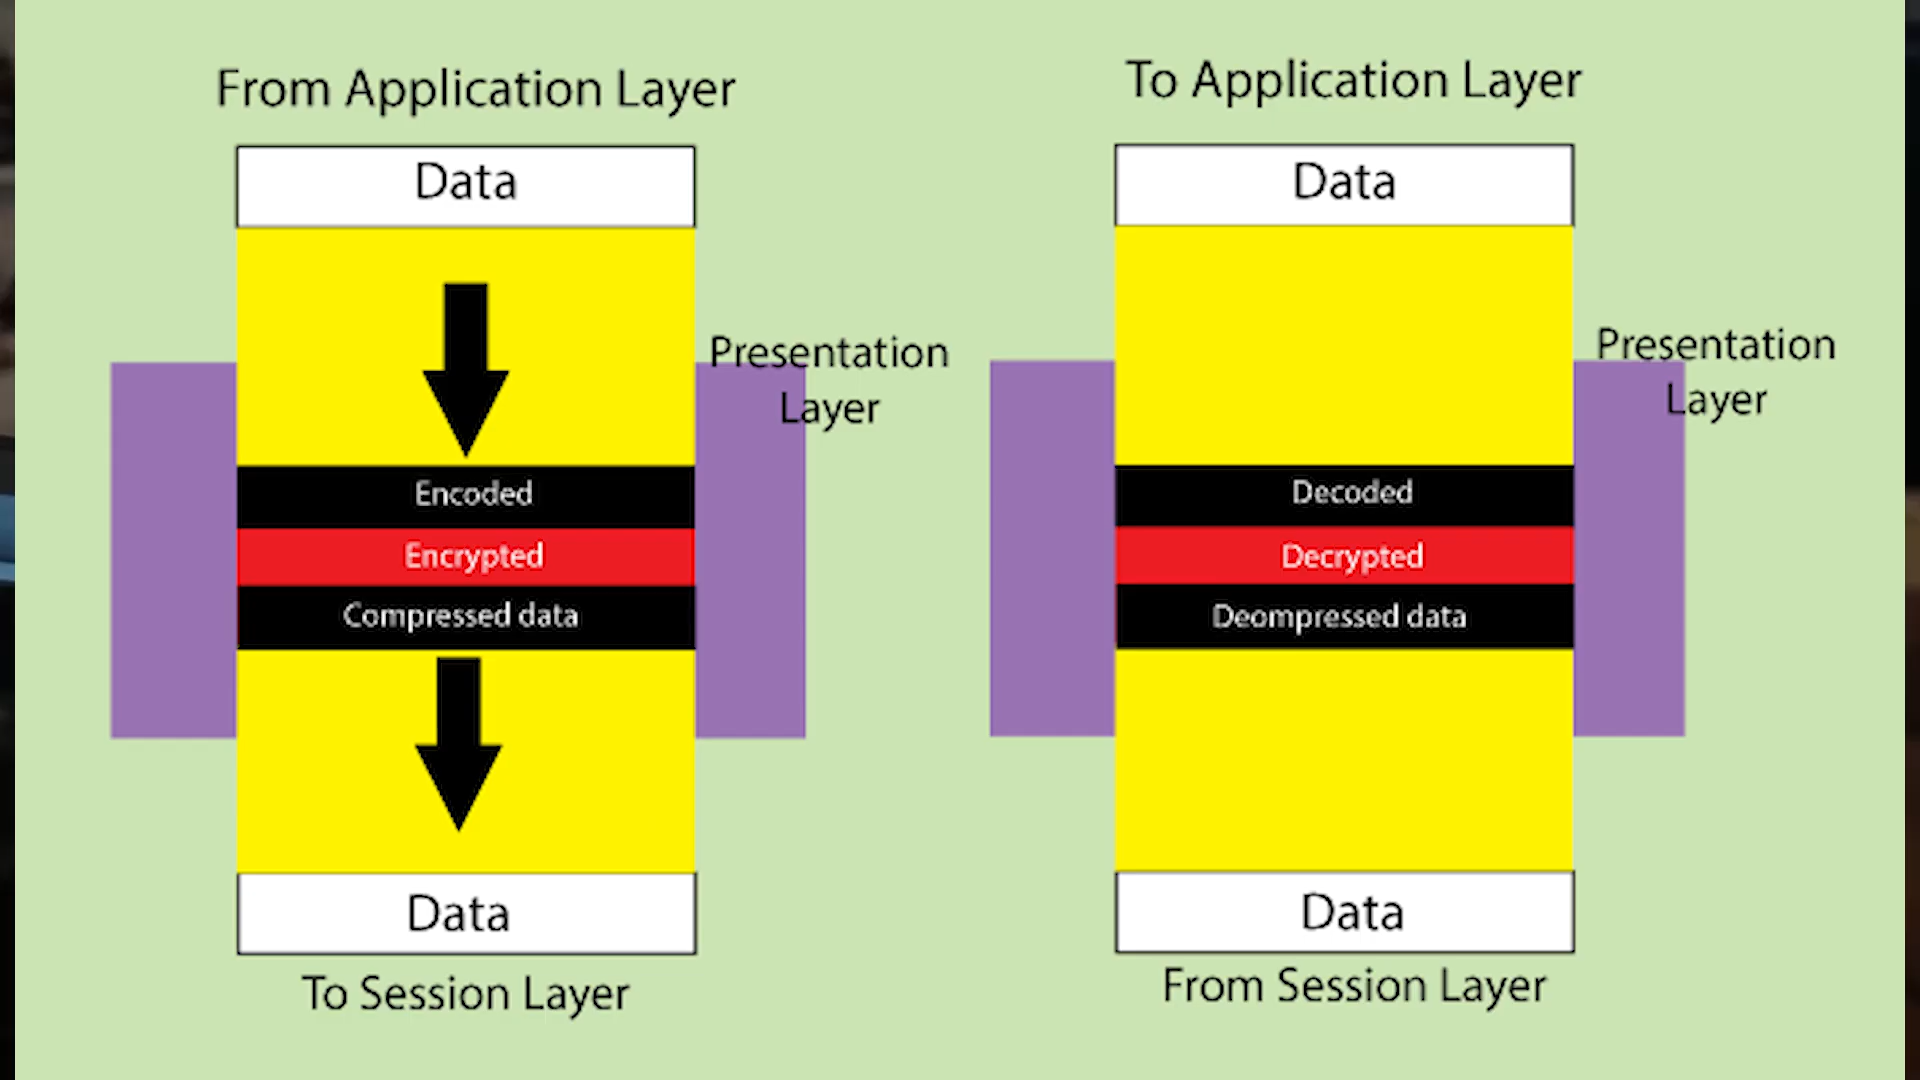 From Application Layer
Data
Presentation
Layer
Encoded
Encrypted
Compressed data
Data
To Session Layer
To Application Layer
Data
Presentation
Layer
Decoded
Decrypted
Deompressed data
Data
From Session Layer